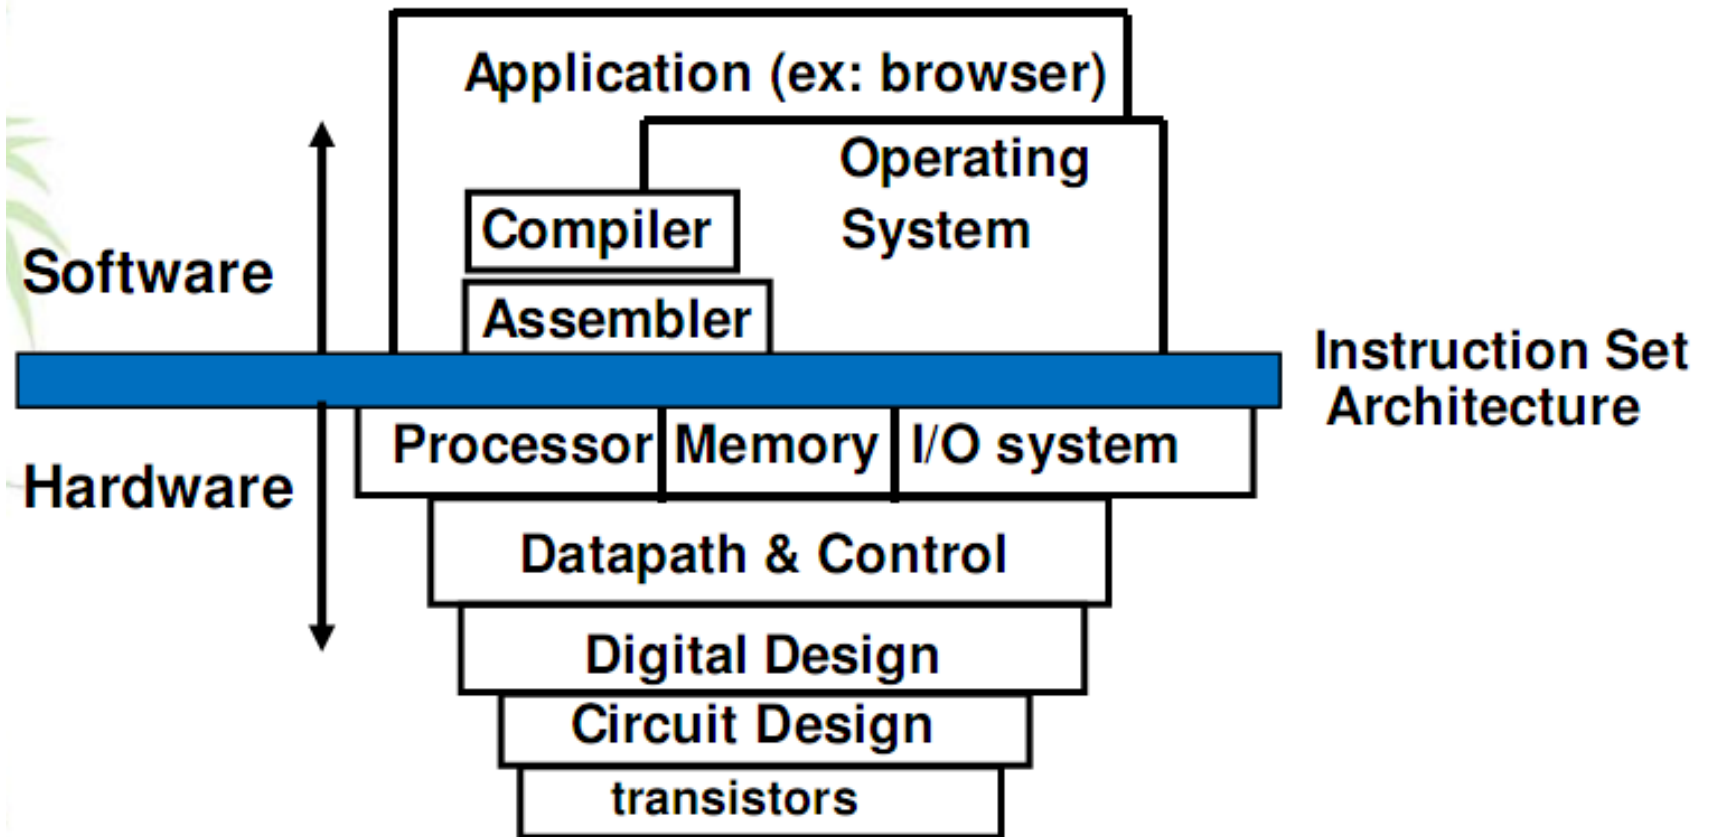 Application (ex: browser)
Operating
System
Compiler
Assembler
Software
Instruction Set
Architecture
Hardware
Processor
Memory
I/O system
Datapath & Control
Digital Design
Circuit Design
transistors